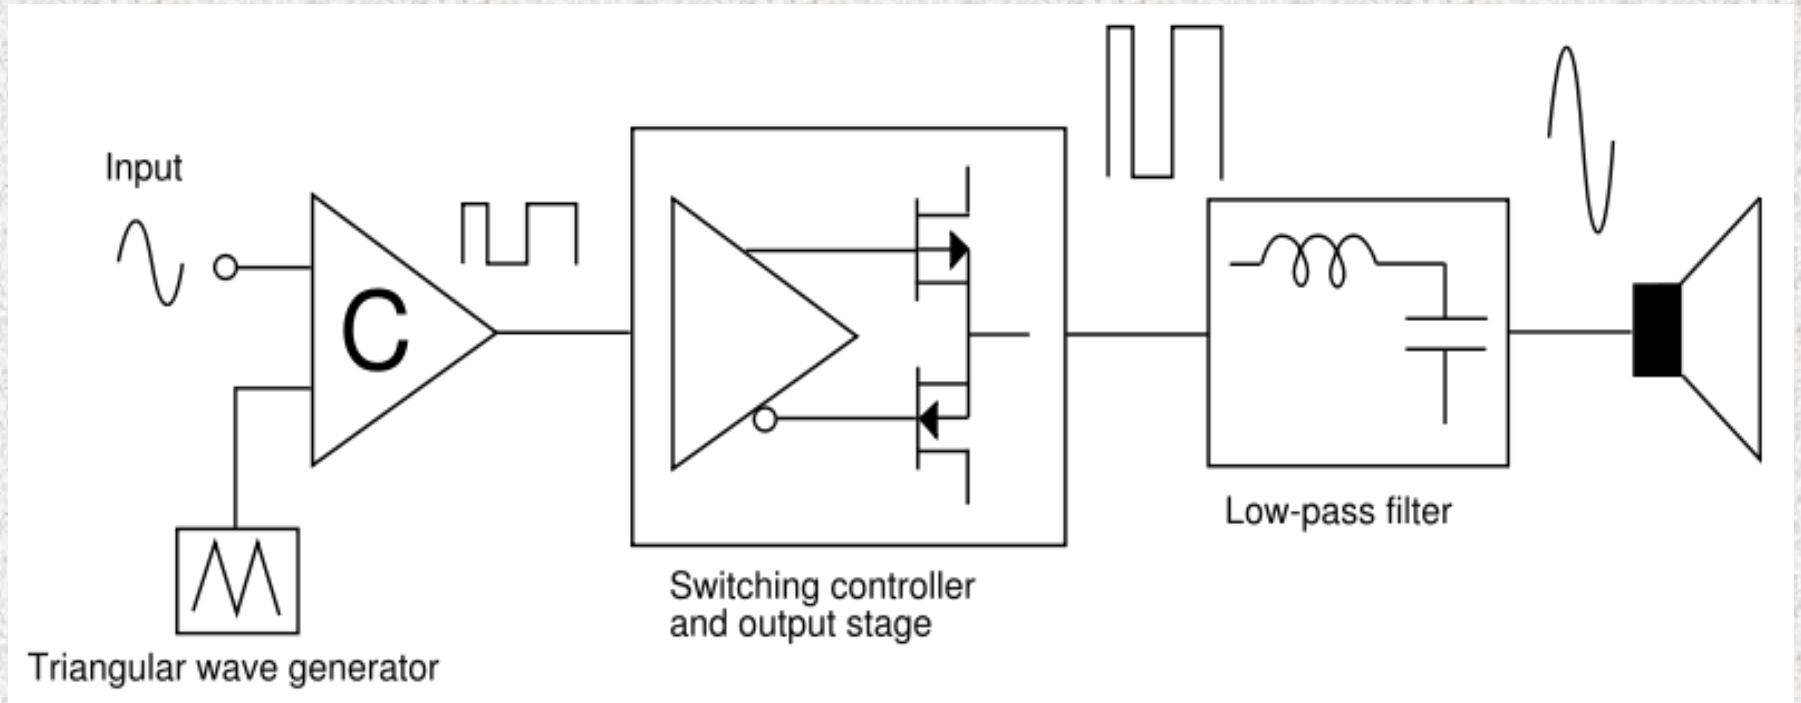 Input
C
Switching controller
and output stage
Low-pass filter
Triangular wave generator